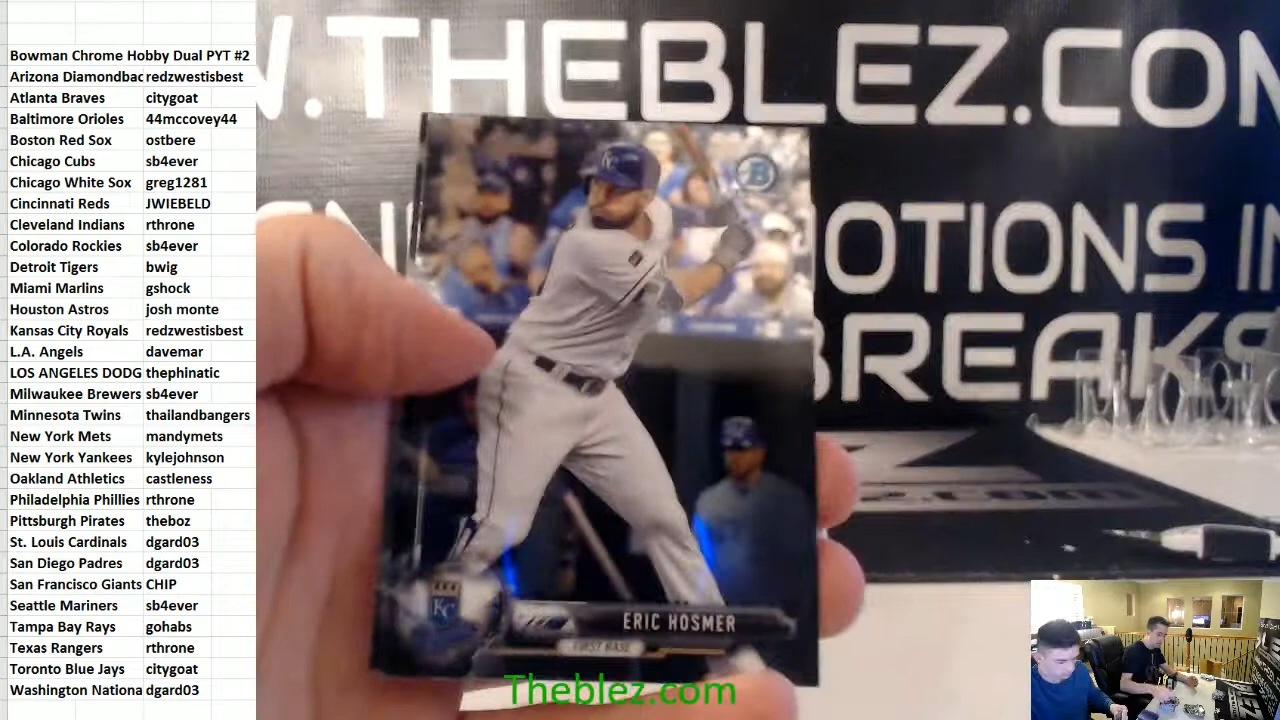 Bowman Chrome Hobby Dual PYT #2
Arizona Diamondbac redzwestisbest
Atlanta Braves citygoat
Baltimore Orioles 44mccovey44
Boston Red Sox ostbere
Chicago Cubs sb4ever
Chicago White Sox greg1281
Cincinnati Reds JWIEBELD
Cleveland Indians rthrone
Colorado Rockies sb4ever
Detroit Tigers bwig
Miami Marlins gshock
Houston Astros josh monte
Kansas City Royals redzwestisbest
L.A. Angels davemar
LOS ANGELES DODG thephinatic
Milwaukee Brewers sb4ever
Minnesota Twins thailandbangers
New York Mets mandymets
New York Yankees kylejohnson
Oakland Athletics castleness
Philadelphia Phillies rthrone
Pittsburgh Pirates theboz
St. Louis Cardinals dgard03
San Diego Padres dgard03
San Francisco Giants CHIP
Seattle Mariners sb4ever
Tampa Bay Rays gohabs
Texas Rangers rthrone
Toronto Blue Jays citygoat
Washington Nationa dgard03
W.THEBLEZ.COM
OTIONS IN
BREAKS
B
KC
ERIC HOSMER
FIRST BASE
Theblez.com